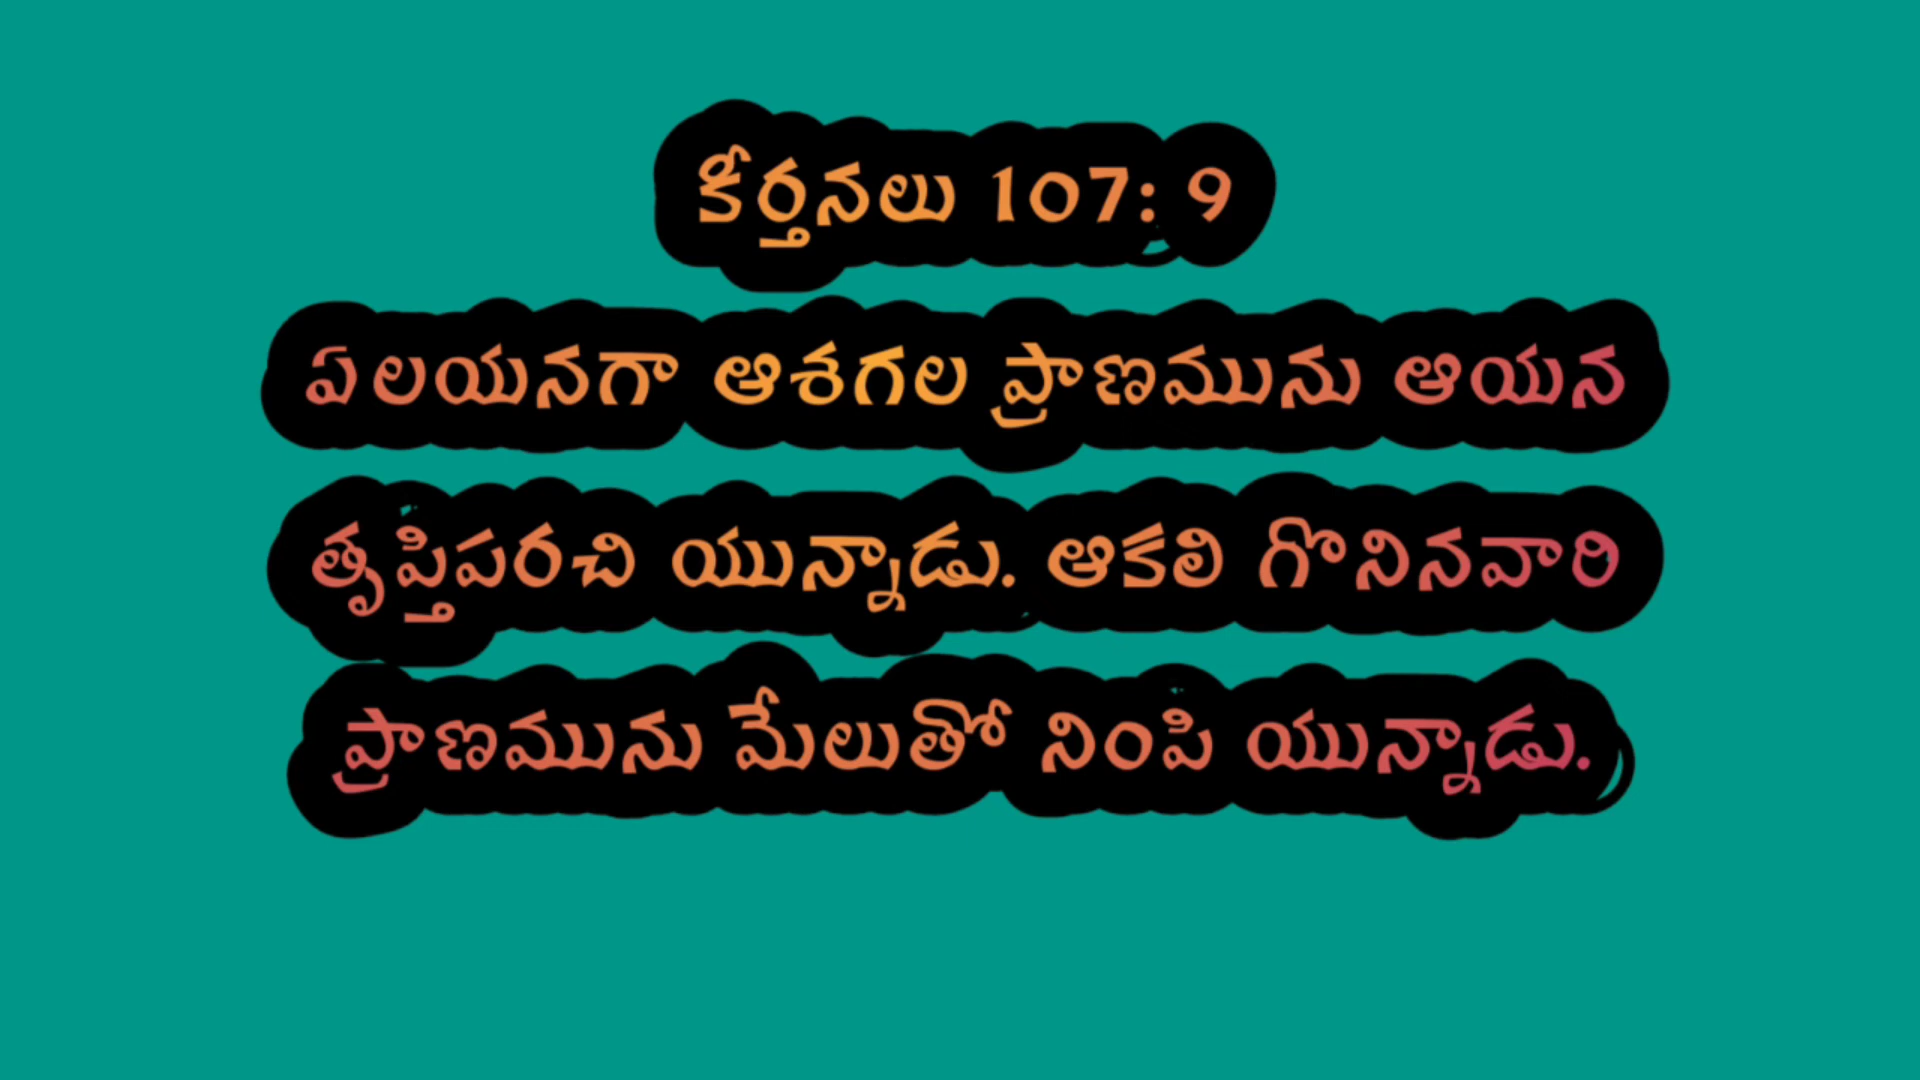 కీర్తనలు 107: 9
ఏలయనగా ఆశగల ప్రాణమును ఆయన
తృప్తిపరచి యున్నాడు. ఆకలి గొనినవారి
ప్రాణమును మేలుతో నింపి యున్నాడు.